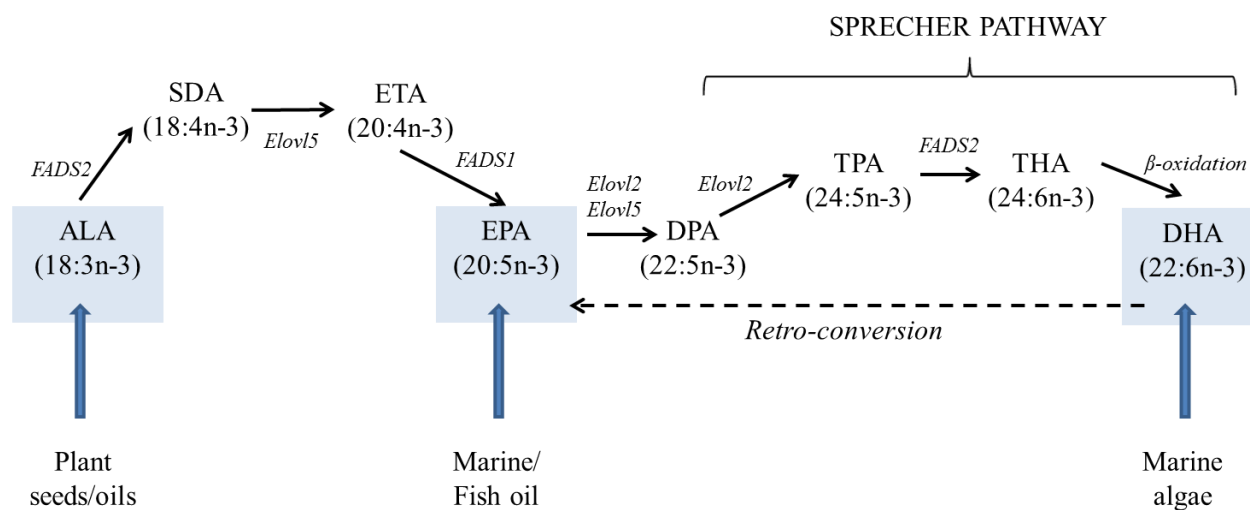 SPRECHER PATHWAY
SDA
(18:4n-3)
ETA
(20:4n-3)
FADS2
Elovl5
FADS1
Elovl2
Elovl5
Elovl2
TPA
(24:5n-3)
FADS2
THA
(24:6n-3)
β-oxidation
ALA
(18:3n-3)
EPA
(20:5n-3)
DPA
(22:5n-3)
DHA
(22:6n-3)
Retro-conversion
Plant
seeds/oils
Marine/
Fish oil
Marine
algae